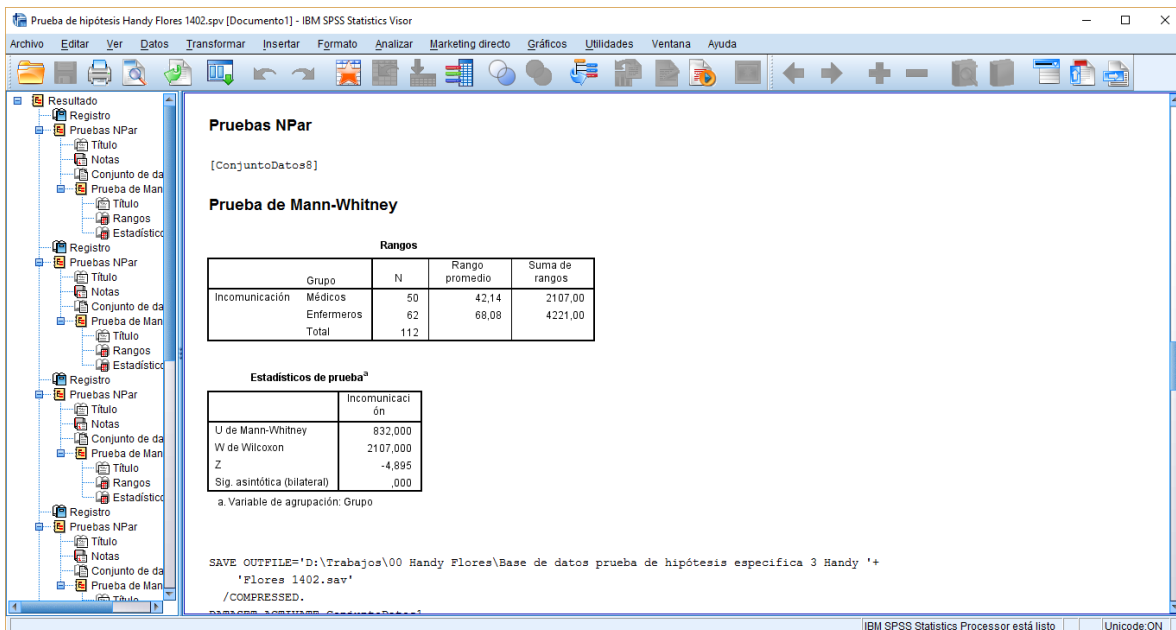 Prueba de hipótesis Handy Flores 1402.spv [Documento1] - IBM SPSS Statistics Visor
Archivo Editar Ver Datos Transformar Insertar Formato Analizar Marketing directo Gráficos Utilidades Ventana Ayuda
Resultado
Registro
Pruebas NPar
Título
Notas
Conjunto de da
Prueba de Man
Título
Rangos
Estadístico
Registro
Pruebas NPar
Título
Notas
Conjunto de da
Prueba de Man
Título
Rangos
Estadístico
Registro
Pruebas NPar
Título
Notas
Conjunto de da
Prueba de Man
Título
Rangos
Estadístico
Registro
Pruebas NPar
Título
Notas
Conjunto de da
Prueba de Man
Título
Pruebas NPar
[ConjuntoDatos8]
Prueba de Mann-Whitney
Rangos
Grupo N Rango promedio Suma de rangos
Incomunicación Médicos 50 42,14 2107,00
Enfermeros 62 68,08 4221,00
Total 112
Estadísticos de prueba a
Incomunicaci
ón
U de Mann-Whitney 832,000
W de Wilcoxon 2107,000
Z -4,895
Sig. asintótica (bilateral) ,000
a. Variable de agrupación: Grupo
SAVE OUTFILE='D:\Trabajos\00 Handy Flores\Base de datos prueba de hipótesis especifica 3 Handy '+
'Flores 1402.sav'
/COMPRESSED.
IBM SPSS Statistics Processor está listo Unicode:ON